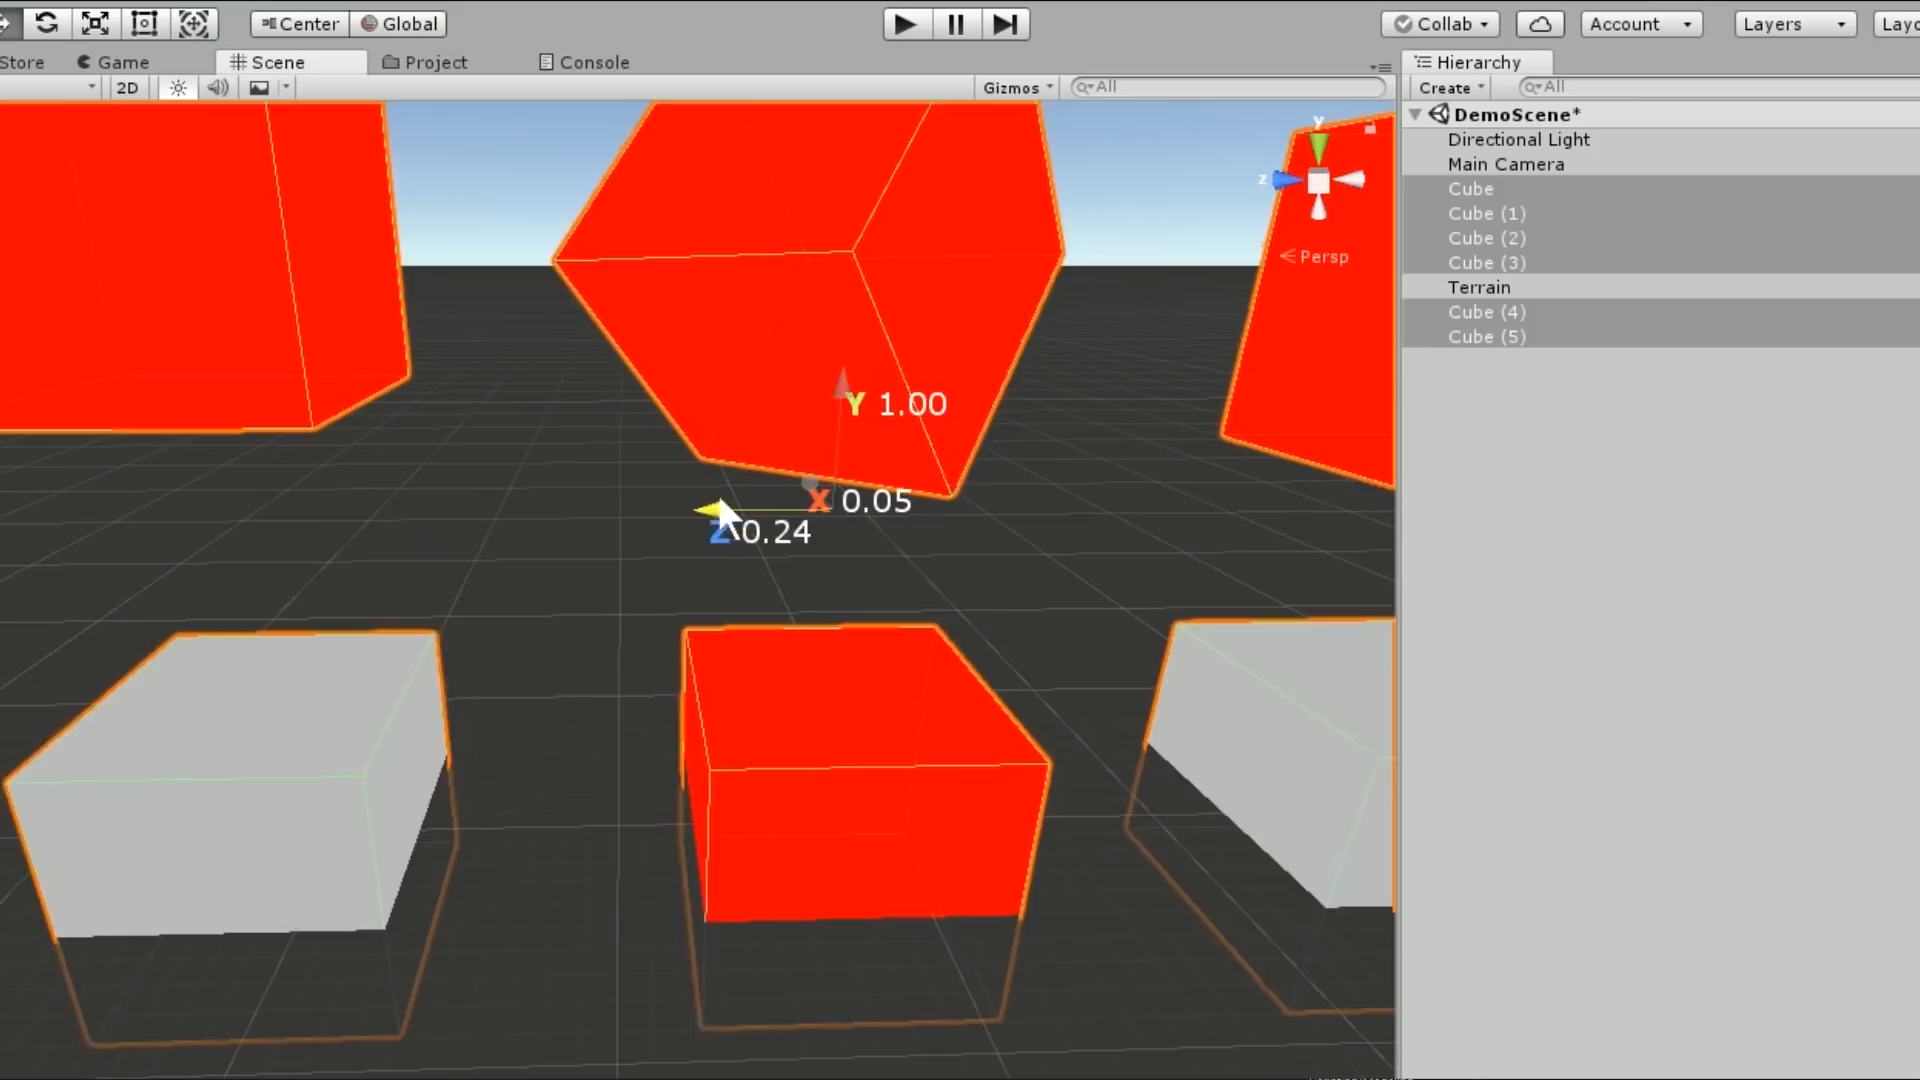 Center Global Collab Account Layers Layo
Store Game Scene Project Console Hierarchy
2D Gizmos All Create All
DemoScene*
Directional Light
Main Camera
Cube
Cube (1)
Cube (2)
Cube (3)
Terrain
Cube (4)
Cube (5)
y
z
Persp
Y 1.00
X 0.05
Z 0.24